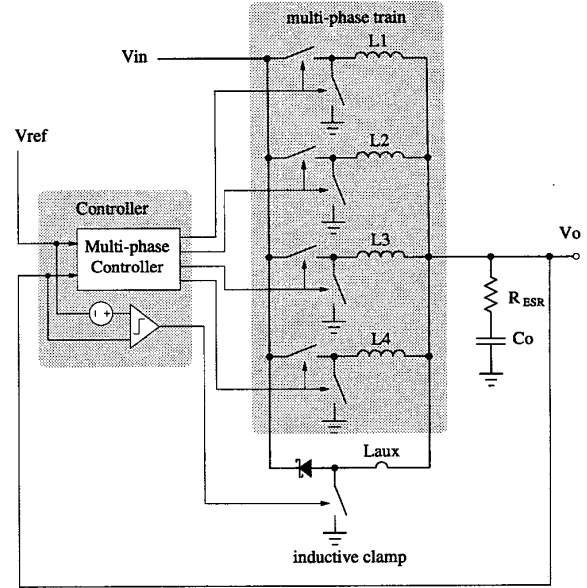 multi-phase train
Vin
L1
Vref
L2
Controller
Multi-phase
Controller
L3
Vo
R ESR
Co
- +
L4
Laux
inductive clamp